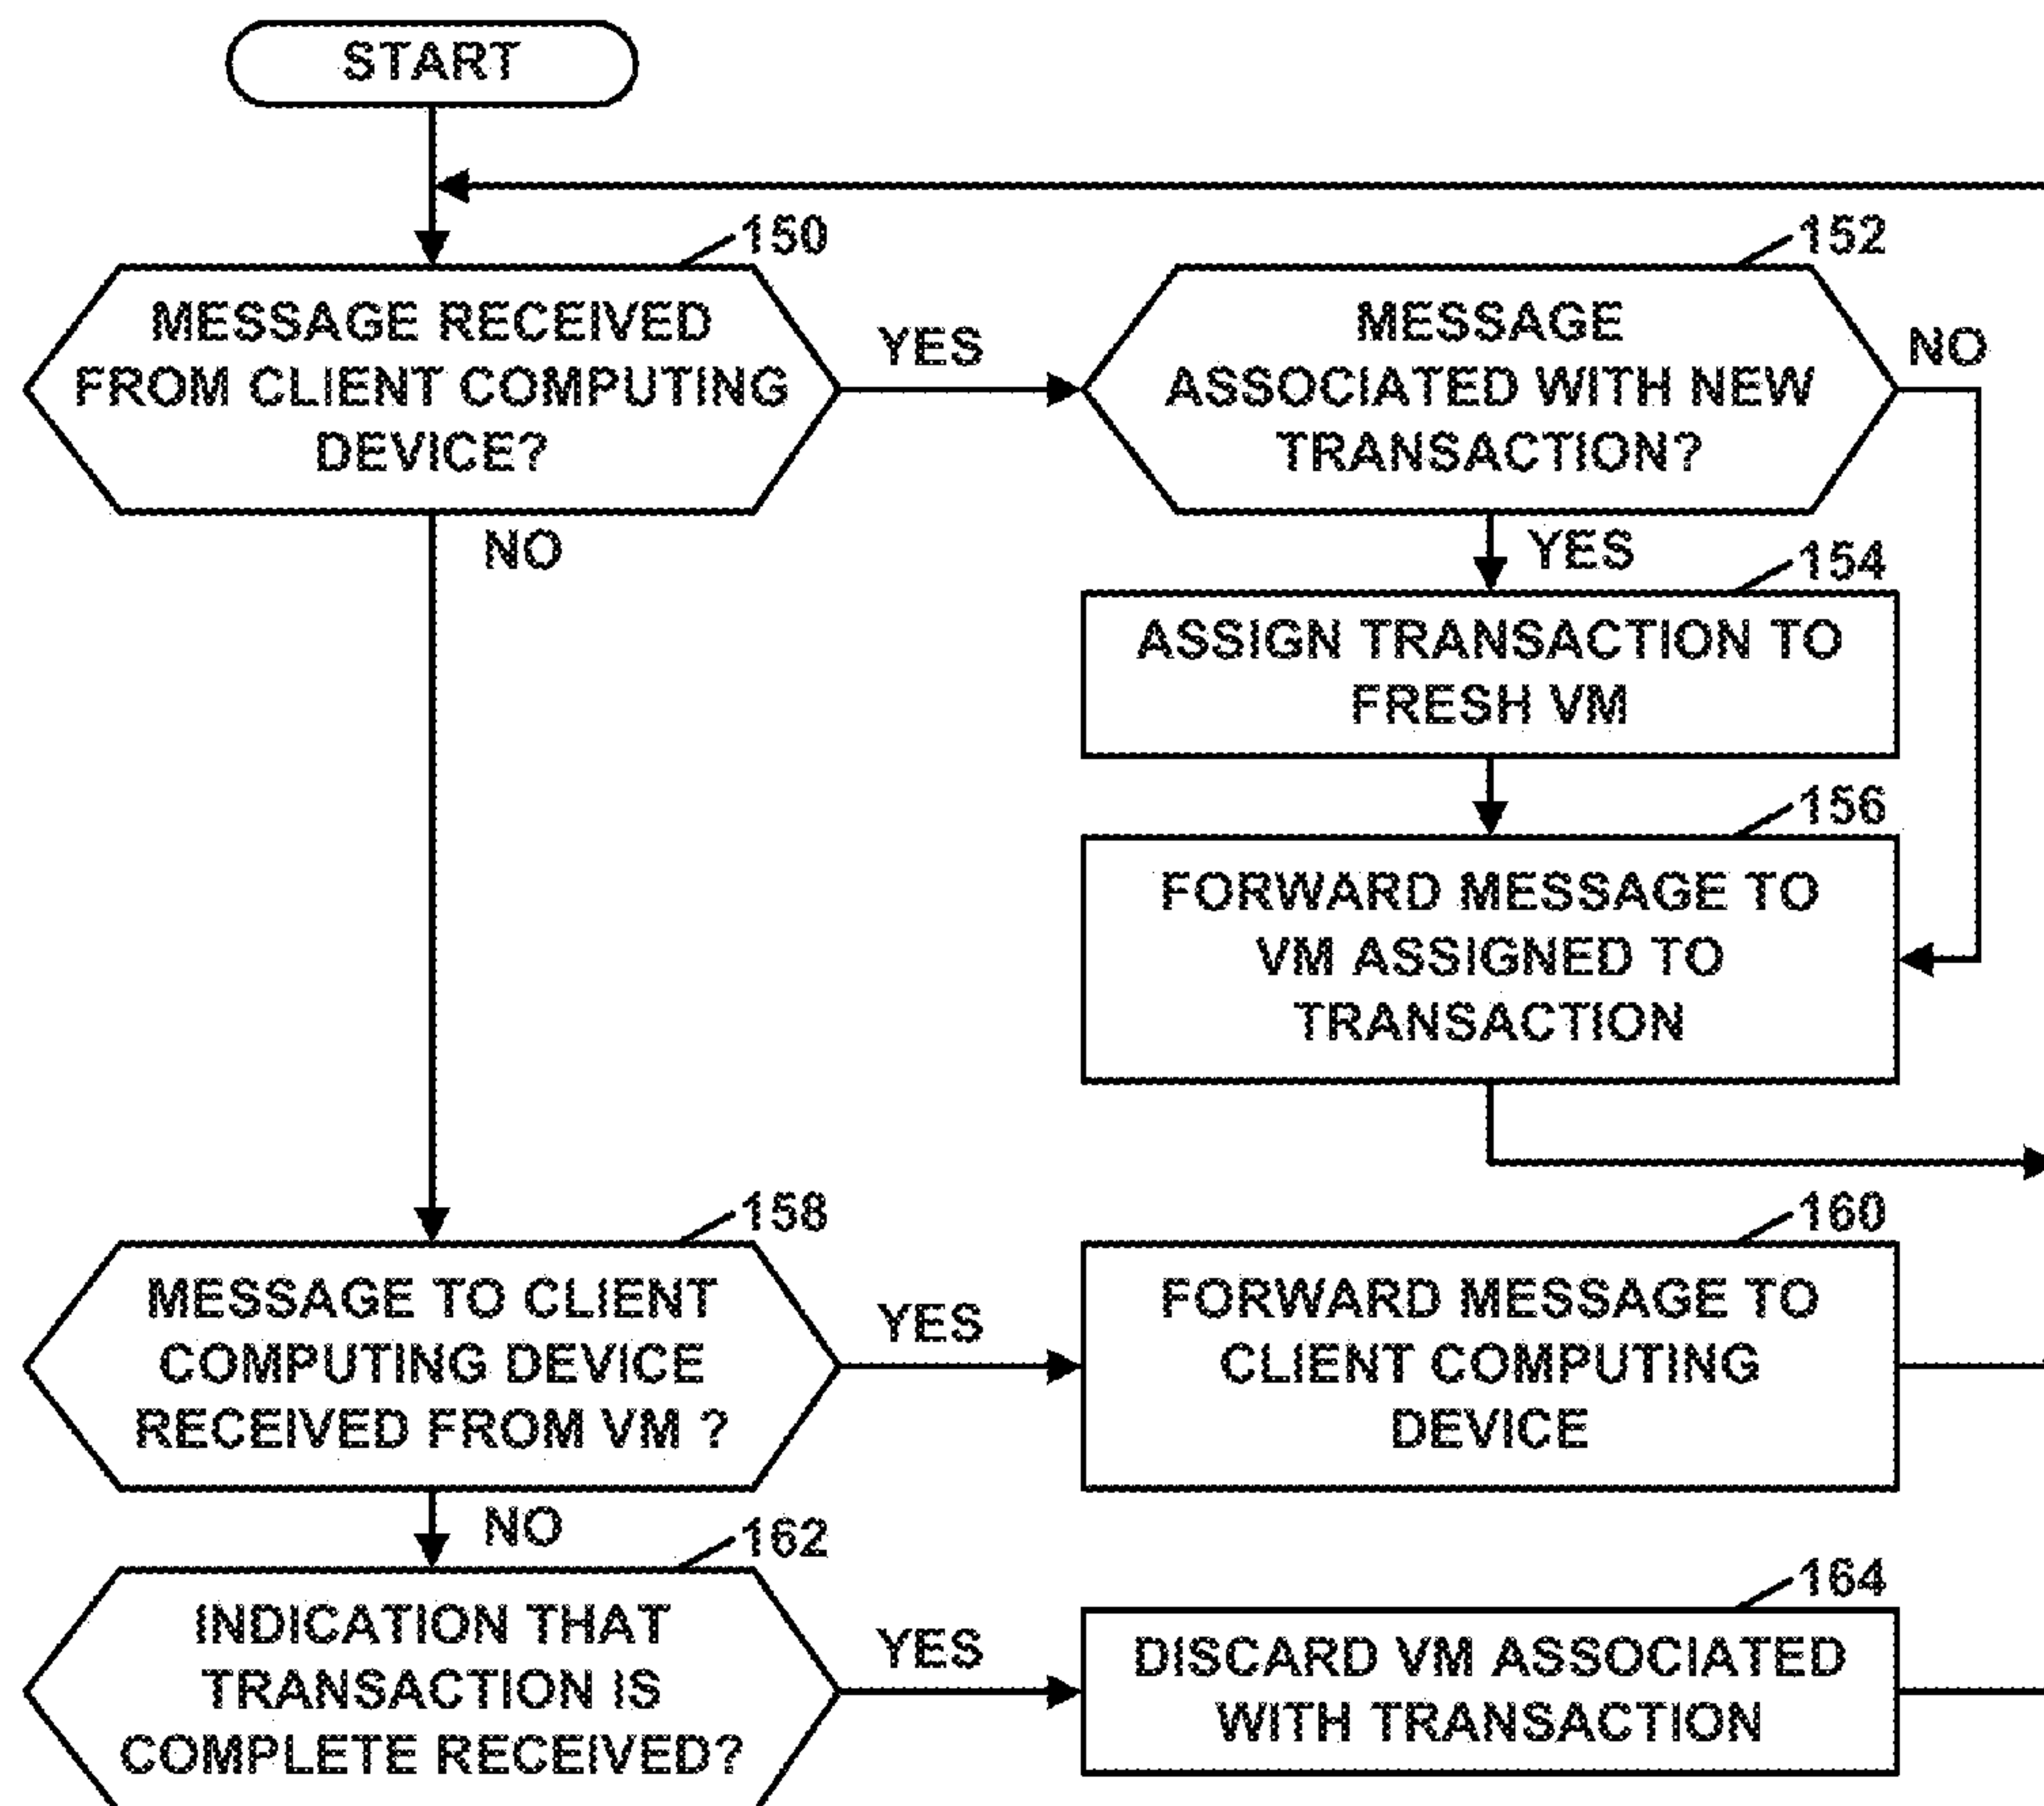 START
150
MESSAGE RECEIVED
FROM CLIENT COMPUTING
DEVICE?
YES
NO
152
MESSAGE
ASSOCIATED WITH NEW
TRANSACTION?
NO
YES
154
ASSIGN TRANSACTION TO
FRESH VM
156
FORWARD MESSAGE TO
VM ASSIGNED TO
TRANSACTION
158
MESSAGE TO CLIENT
COMPUTING DEVICE
RECEIVED FROM VM ?
YES
NO
160
FORWARD MESSAGE TO
CLIENT COMPUTING
DEVICE
162
INDICATION THAT
TRANSACTION IS
COMPLETE RECEIVED?
YES
164
DISCARD VM ASSOCIATED
WITH TRANSACTION